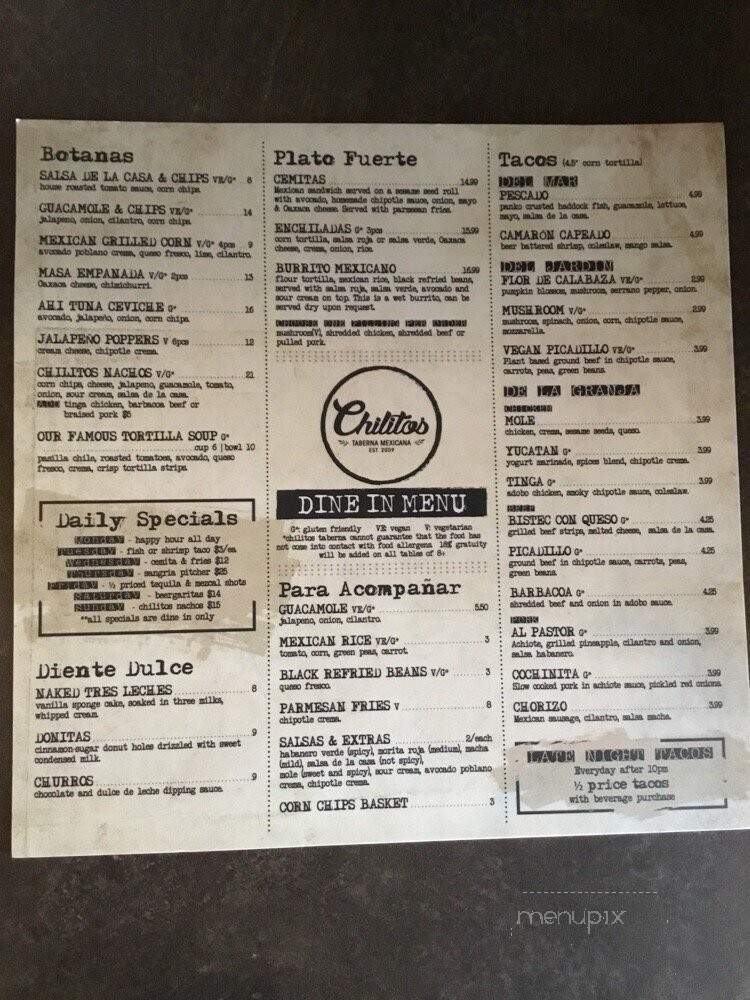 Botanas
SALSA DE LA CASA & CHIPS VE/G* 8
house roasted tomato sauce, corn chips.
GUACAMOLE & CHIPS VE/G* 14
jalapeno, onion, cilantro, corn chips.
MEXICAN GRILLED CORN V/G* 4pcs 9
avocado poblano crema, queso fresco, lime, cilantro.
MASA EMPANADA V/G* 2pcs 13
Oaxaca cheese, chimichurri.
AHI TUNA CEVICHE G* 16
avocado, jalapeño, onion, corn chips.
JALAPEÑO POPPERS V 6pcs 12
cream cheese, chipotle crema.
CHILITOS NACHOS V/G* 21
corn chips, cheese, jalapeno, guacamole, tomato,
onion, sour cream, salsa de la casa.
ADD tinga chicken, barbacoa beef or
braised pork $5
OUR FAMOUS TORTILLA SOUP G*
cup 6 | bowl 10
pasilla chile, roasted tomatoes, avocado, queso
fresco, crema, crisp tortilla strips.
Daily Specials
Monday - happy hour all day
Tuesday - fish or shrimp taco $3/ea
Wednesday - cemita & fries $12
Thursday - sangria pitcher $25
Friday - ½ priced tequila & mezcal shots
Saturday - beergaritas $14
Sunday - chilitos nachos $15
**all specials are dine in only
Diente Dulce
NAKED TRES LECHES 8
vanilla sponge cake, soaked in three milks,
whipped cream.
DONITAS 9
cinnamon-sugar donut holes drizzled with sweet
condensed milk.
CHURROS 9
chocolate and dulce de leche dipping sauce.
Plato Fuerte
CEMITAS 14.99
Mexican sandwich served on a sesame seed roll
with avocado, homemade chipotle sauce, onion, mayo
& Oaxaca cheese. Served with parmesan fries.
ENCHILADAS G* 3pcs 15.99
corn tortillas, salsa roja or salsa verde, Oaxaca
cheese, crema, onion, rice.
BURRITO MEXICANO 16.99
flour tortilla, mexican rice, black refried beans,
served with salsa roja, salsa verde, avocado and
sour cream on top. This is a wet burrito, can be
served dry upon request.
CHOOSE ONE FILLING PER ORDER
mushroom(V), shredded chicken, shredded beef or
pulled pork.
Chilitos
TABERNA MEXICANA
EST 2009
DINE IN MENU
G*: gluten friendly VE: vegan V: vegetarian
*chilitos taberna cannot guarantee that the food has
not come into contact with food allergens. 18% gratuity
will be added on all tables of 8+
Para Acompañar
GUACAMOLE VE/G* 5.50
jalapeno, onion, cilantro.
MEXICAN RICE VE/G* 3
tomato, corn, green peas, carrot.
BLACK REFRIED BEANS V/G* 3
queso fresco.
PARMESAN FRIES V 8
chipotle crema.
SALSAS & EXTRAS 2/each
habanero verde (spicy), morita roja (medium), macha
(mild), salsa de la casa (not spicy),
mole (sweet and spicy), sour cream, avocado poblano
crema, chipotle crema.
CORN CHIPS BASKET 3
Tacos (4.5" corn tortilla)
DEL MAR
PESCADO 4.99
panko crusted haddock fish, guacamole, lettuce,
mayo, salsa de la casa.
CAMARÓN CAPEADO 4.99
beer battered shrimp, coleslaw, mango salsa.
DEL JARDIN
FLOR DE CALABAZA VE/G* 2.99
pumpkin blossom, mushroom, serrano pepper, onion.
MUSHROOM V/G* 2.99
mushroom, spinach, onion, corn, chipotle sauce,
mozzarella.
VEGAN PICADILLO VE/G* 3.99
Plant based ground beef in chipotle sauce,
carrots, peas, green beans.
DE LA GRANJA
CHICKEN
MOLE 3.99
chicken, crema, sesame seeds, queso.
YUCATAN G* 3.99
yogurt marinade, spices blend, chipotle crema.
TINGA G* 3.99
adobo chicken, smoky chipotle sauce, coleslaw.
BEEF
BISTEC CON QUESO G* 4.25
grilled beef strips, melted cheese, salsa de la casa.
PICADILLO G* 4.25
ground beef in chipotle sauce, carrots, peas,
green beans.
BARBACOA G* 4.25
shredded beef and onion in adobo sauce.
PORK
AL PASTOR G* 3.99
Achiote, grilled pineapple, cilantro and onion,
salsa habanero.
COCHINITA G* 3.99
Slow cooked pork in achiote sauce, pickled red onions.
CHORIZO 3.99
Mexican sausage, cilantro, salsa macha.
LATE NIGHT TACOS
Everyday after 10pm
½ price tacos
with beverage purchase
menupix